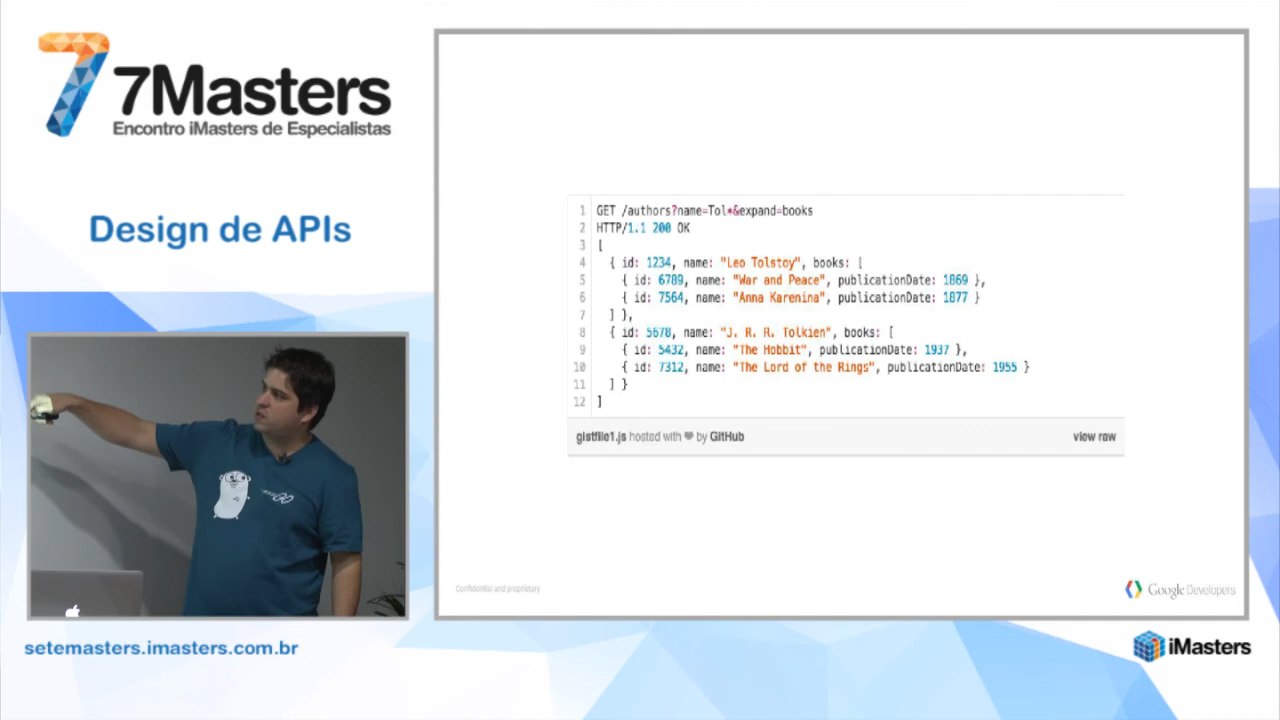 7Masters
Encontro iMasters de Especialistas
Design de APIs
1 GET /authors?name=Tol*&expand=books
2 HTTP/1.1 200 OK
3 [
4 { id: 1234, name: "Leo Tolstoy", books: [
5 { id: 6789, name: "War and Peace", publicationDate: 1869 },
6 { id: 7564, name: "Anna Karenina", publicationDate: 1877 }
7 ] },
8 { id: 5678, name: "J. R. R. Tolkien", books: [
9 { id: 5432, name: "The Hobbit", publicationDate: 1937 },
10 { id: 7312, name: "The Lord of the Rings", publicationDate: 1955 }
11 ] }
12 ]
gistfile1.js hosted with ❤ by GitHub view raw
Confidential and proprietary
Google Developers
GO
setemasters.imasters.com.br
iMasters